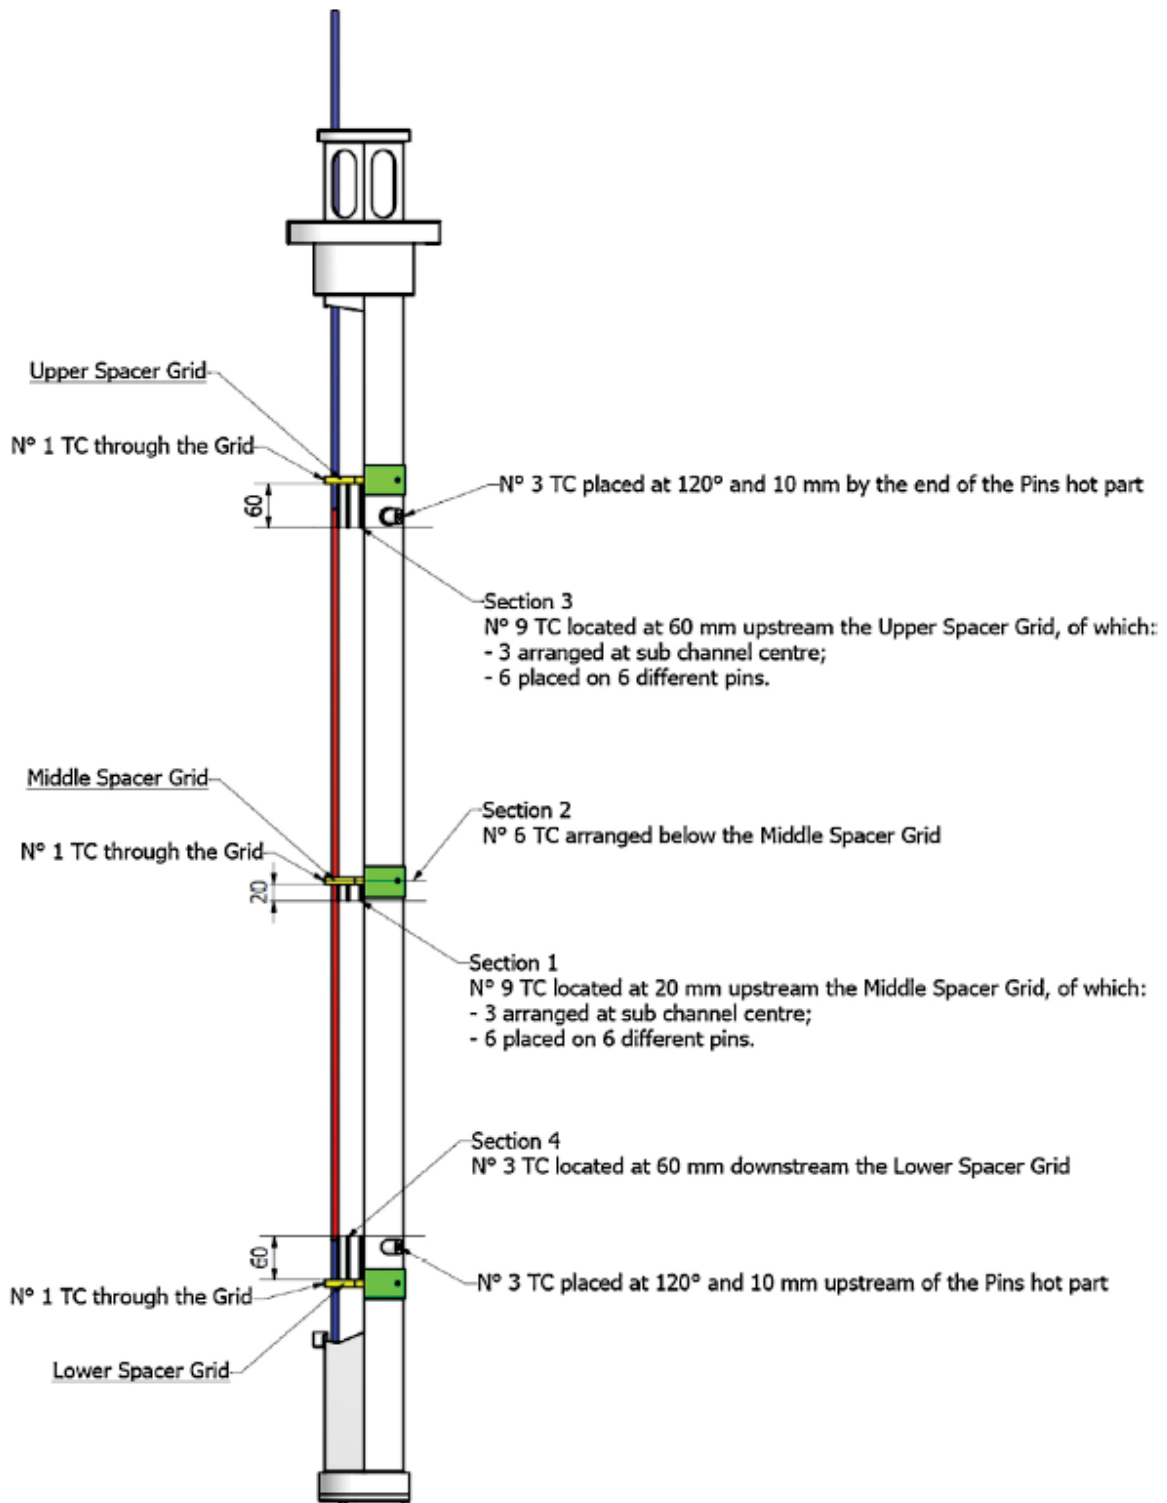 Upper Spacer Grid
N° 1 TC through the Grid
60
N° 3 TC placed at 120° and 10 mm by the end of the Pins hot part
Section 3
N° 9 TC located at 60 mm upstream the Upper Spacer Grid, of which::
- 3 arranged at sub channel centre;
- 6 placed on 6 different pins.
Middle Spacer Grid
N° 1 TC through the Grid
20
Section 2
N° 6 TC arranged below the Middle Spacer Grid
Section 1
N° 9 TC located at 20 mm upstream the Middle Spacer Grid, of which:
- 3 arranged at sub channel centre;
- 6 placed on 6 different pins.
Section 4
N° 3 TC located at 60 mm downstream the Lower Spacer Grid
60
N° 1 TC through the Grid
N° 3 TC placed at 120° and 10 mm upstream of the Pins hot part
Lower Spacer Grid